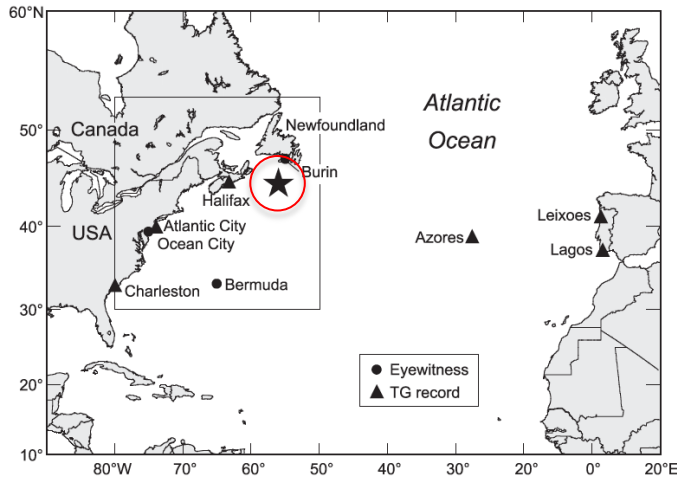 60°N
50°
40°
30°
20°
10°
Atlantic
Ocean
Canada
Newfoundland
Burin
Halifax
USA
Atlantic City
Ocean City
Charleston
Bermuda
Azores
Leixoes
Lagos
Eyewitness
TG record
80°W 70° 60° 50° 40° 30° 20° 10° 0° 20°E